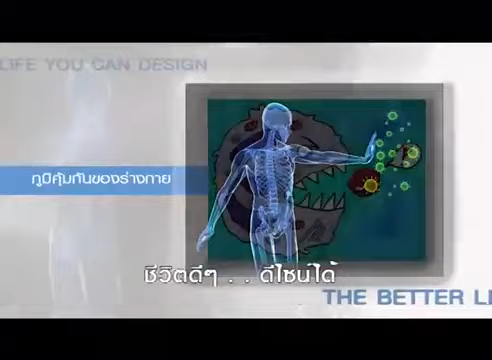 LIFE YOU CAN DESIGN
ภูมิคุ้มกันของร่างกาย
ชีวิตดีๆ . . ดีไซน์ได้
THE BETTER LI